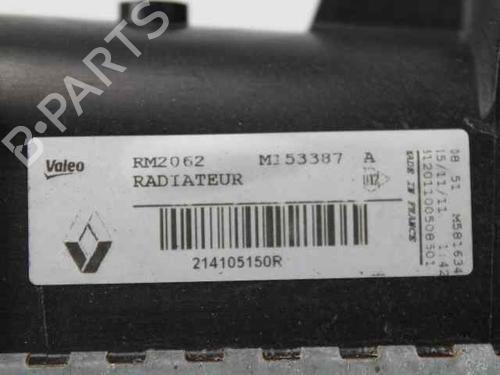 B-PARTS
Valeo
RM2062 M153387 A
RADIATEUR
214105150R
08 51 M581634
15/11/11 1:42
MADE IN FRANCE